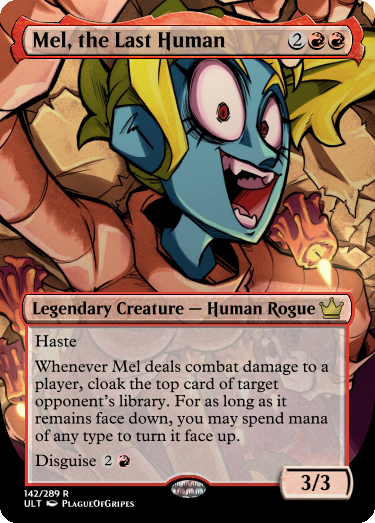 Mel, the Last Human 2
Legendary Creature — Human Rogue
Haste
Whenever Mel deals combat damage to a
player, cloak the top card of target
opponent's library. For as long as it
remains face down, you may spend mana
of any type to turn it face up.
Disguise 2
3/3
142/289 R
ULT — PlagueOfGripes